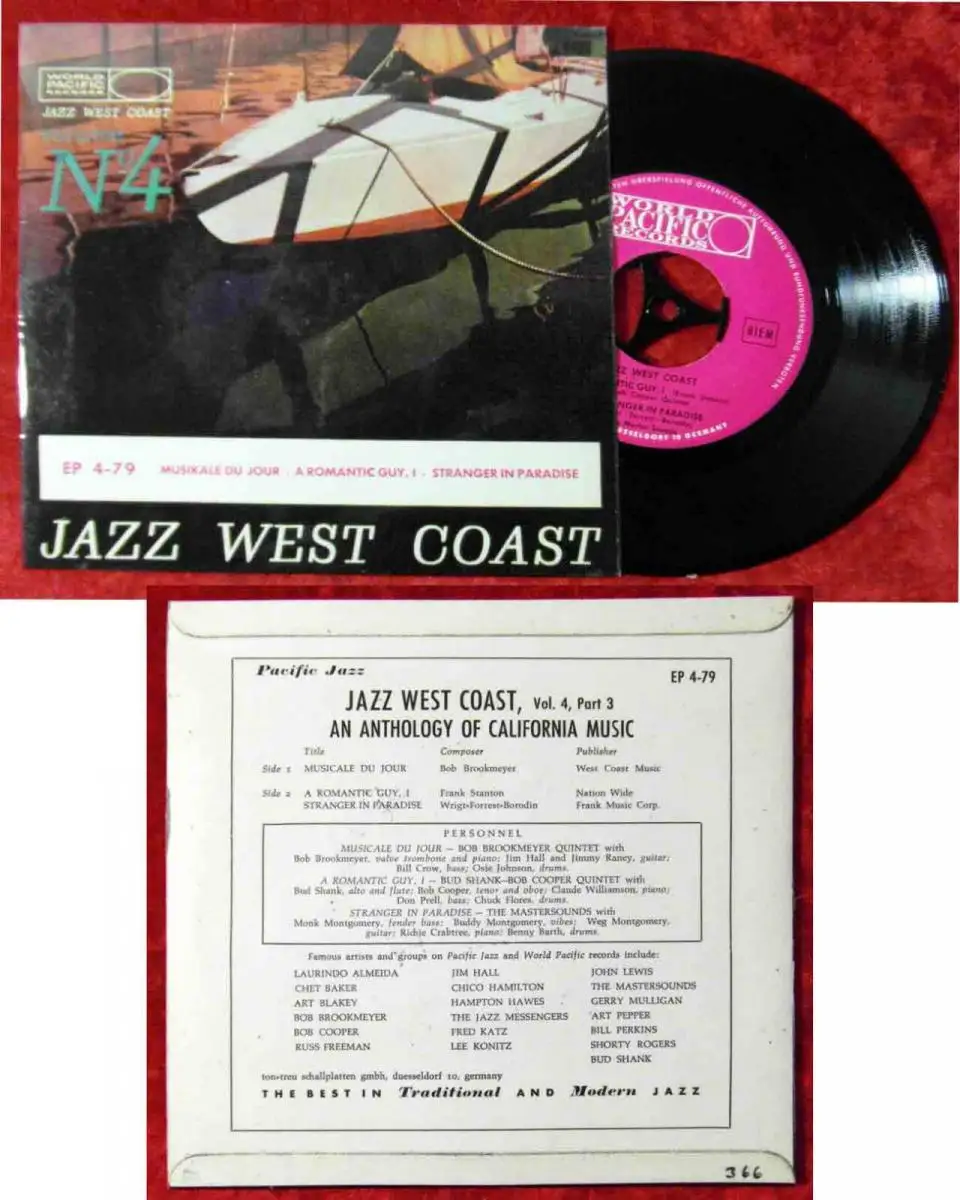 WORLD
PACIFIC
RECORDS
JAZZ WEST COAST
Nº4
EP 4-79 MUSIKALE DU JOUR · A ROMANTIC GUY, I - STRANGER IN PARADISE
JAZZ WEST COAST
ÜBERSPIELUNG ÖFFENTLICHE AUFFÜHRUNG UND RUNDFUNKSENDUNG VERBOTEN
WORLD
PACIFIC
RECORDS
BIEM
ZZ WEST COAST
TIC GUY, I
NGER IN PARADISE
SSELDORF 10 GERMANY
Pacific Jazz
EP 4-79
JAZZ WEST COAST, Vol. 4, Part 3
AN ANTHOLOGY OF CALIFORNIA MUSIC
Title Composer Publisher
Side 1 MUSICALE DU JOUR Bob Brookmeyer West Coast Music
Side 2 A ROMANTIC GUY, I Frank Stanton Nation Wide
STRANGER IN PARADISE Wrigt-Forrest-Borodin Frank Music Corp.
PERSONNEL
MUSICALE DU JOUR – BOB BROOKMEYER QUINTET with
Bob Brookmeyer, valve trombone and piano; Jim Hall and Jimmy Raney, guitar;
Bill Crow, bass; Osie Johnson, drums.
A ROMANTIC GUY, I – BUD SHANK–BOB COOPER QUINTET with
Bud Shank, alto and flute; Bob Cooper, tenor and oboe; Claude Williamson, piano;
Don Prell, bass; Chuck Flores, drums.
STRANGER IN PARADISE – THE MASTERSOUNDS with
Monk Montgomery, fender bass; Buddy Montgomery, vibes; Weg Montgomery,
guitar; Richie Crabtree, piano; Benny Barth, drums.
Famous artists and groups on Pacific Jazz and World Pacific records include:
LAURINDO ALMEIDA JIM HALL JOHN LEWIS
CHET BAKER CHICO HAMILTON THE MASTERSOUNDS
ART BLAKEY HAMPTON HAWES GERRY MULLIGAN
BOB BROOKMEYER THE JAZZ MESSENGERS ART PEPPER
BOB COOPER FRED KATZ BILL PERKINS
RUSS FREEMAN LEE KONITZ SHORTY ROGERS
BUD SHANK
ton-treu schallplatten gmbh, duesseldorf 10, germany
THE BEST IN Traditional AND Modern JAZZ
366